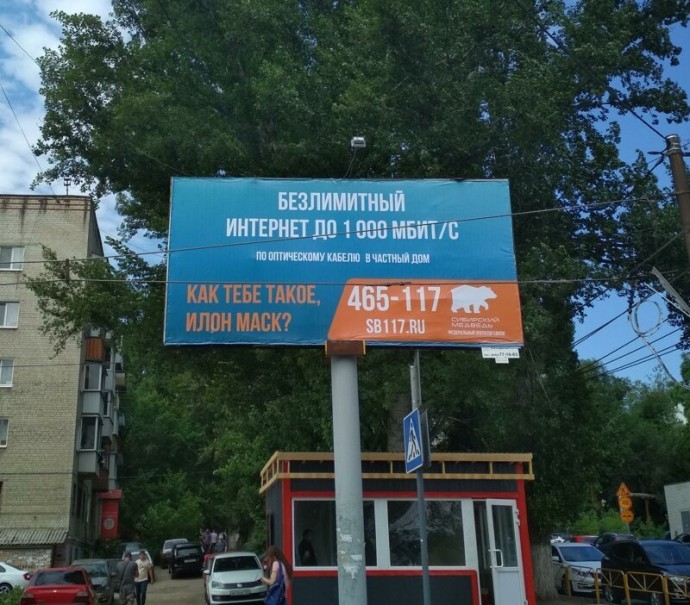 БЕЗЛИМИТНЫЙ
ИНТЕРНЕТ ДО 1 000 МБИТ/С
ПО ОПТИЧЕСКОМУ КАБЕЛЮ В ЧАСТНЫЙ ДОМ
КАК ТЕБЕ ТАКОЕ,
ИЛОН МАСК?
465-117
SB117.RU
СИБИРСКИЙ
МЕДВЕДЬ